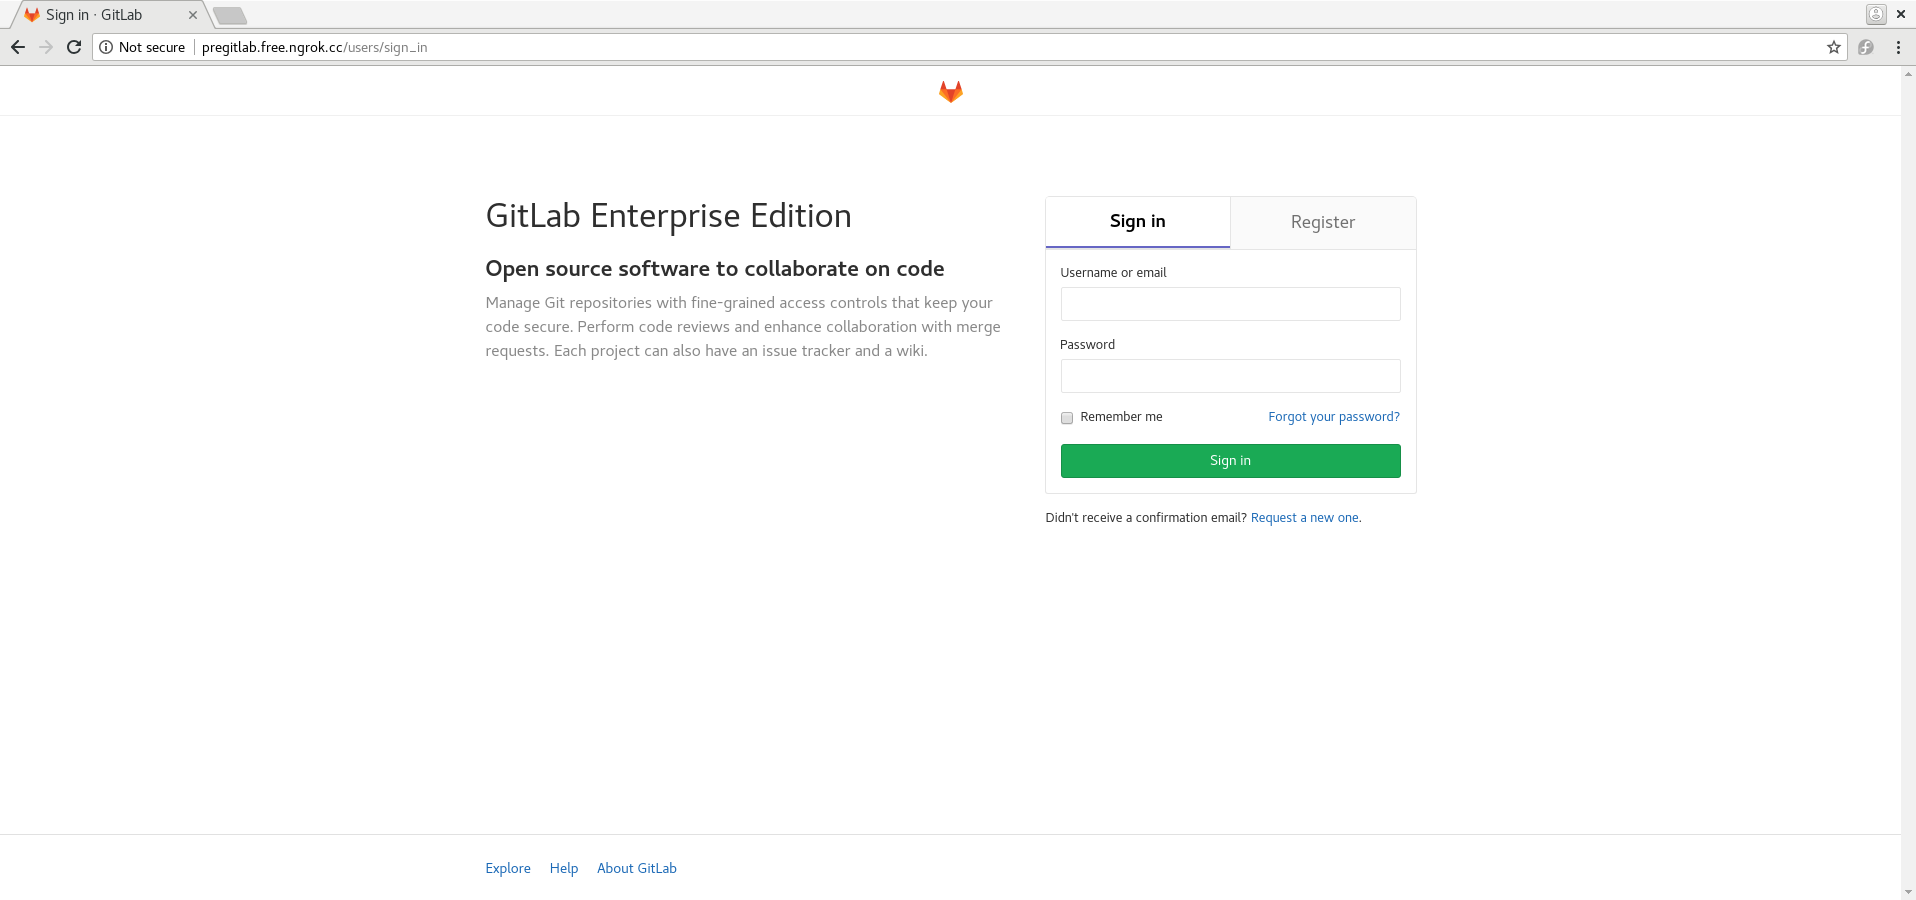 Sign in · GitLab
Not secure pregitlab.free.ngrok.cc/users/sign_in
GitLab Enterprise Edition
Open source software to collaborate on code
Manage Git repositories with fine-grained access controls that keep your
code secure. Perform code reviews and enhance collaboration with merge
requests. Each project can also have an issue tracker and a wiki.
Sign in Register
Username or email
Password
Remember me Forgot your password?
Sign in
Didn't receive a confirmation email? Request a new one.
Explore Help About GitLab